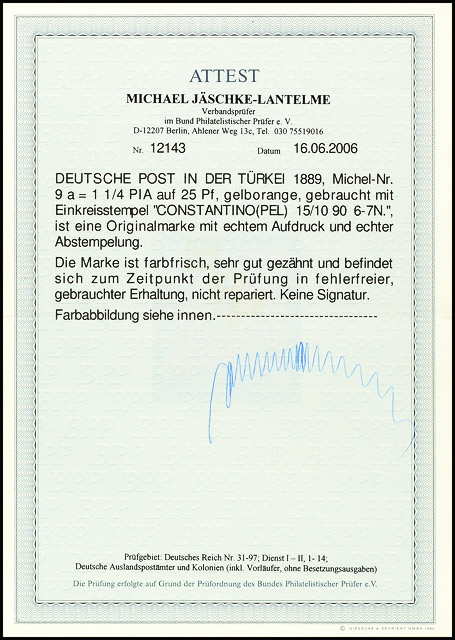 ATTEST
MICHAEL JÄSCHKE-LANTELME
Verbandsprüfer
im Bund Philatelistischer Prüfer e. V.
D-12207 Berlin, Ahlener Weg 13c, Tel. 030 75519016
Nr. 12143 Datum 16.06.2006
DEUTSCHE POST IN DER TÜRKEI 1889, Michel-Nr.
9 a = 1 1/4 PIA auf 25 Pf, gelborange, gebraucht mit
Einkreisstempel "CONSTANTINO(PEL) 15/10 90 6-7N.",
ist eine Originalmarke mit echtem Aufdruck und echter
Abstempelung.
Die Marke ist farbfrisch, sehr gut gezähnt und befindet
sich zum Zeitpunkt der Prüfung in fehlerfreier,
gebrauchter Erhaltung, nicht repariert. Keine Signatur.
Farbabbildung siehe innen.---------------------------------
Prüfgebiet: Deutsches Reich Nr. 31-97; Dienst I – II, 1- 14;
Deutsche Auslandspostämter und Kolonien (inkl. Vorläufer, ohne Besetzungsausgaben)
Die Prüfung erfolgte auf Grund der Prüfordnung des Bundes Philatelistischer Prüfer e.V.
© GIESECKE & DEVRIENT GMBH